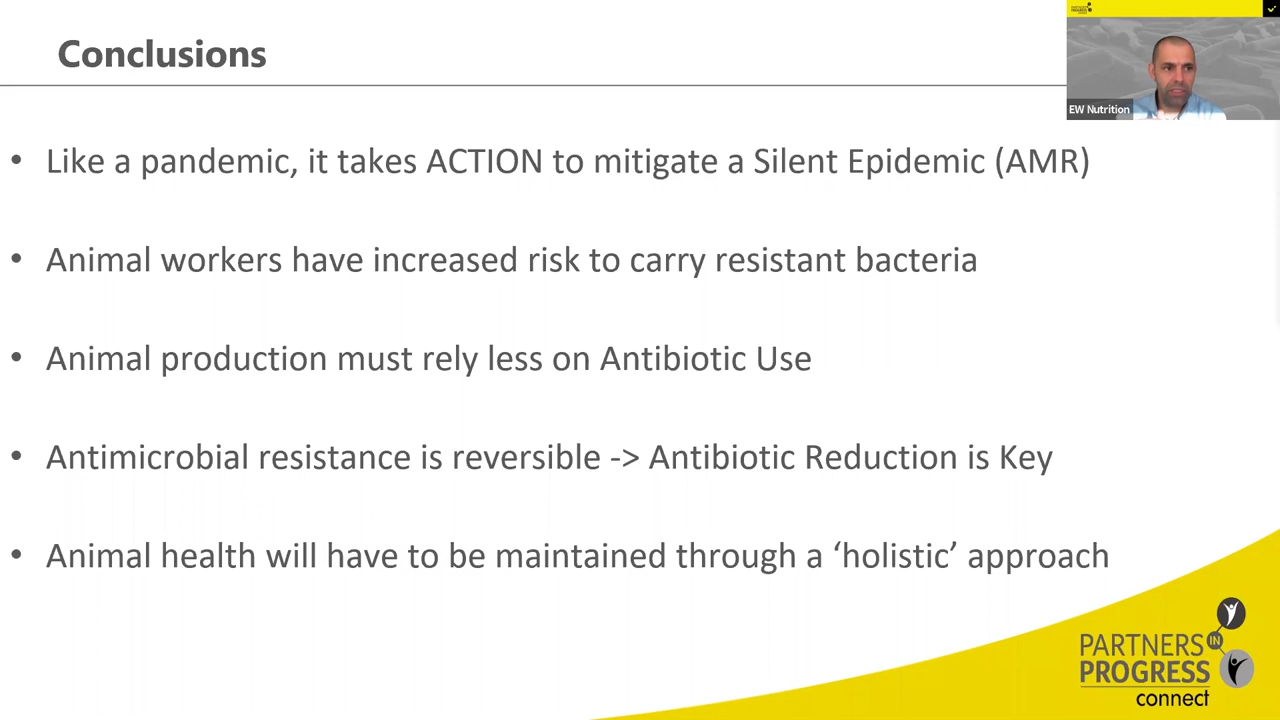 Conclusions
EW Nutrition
• Like a pandemic, it takes ACTION to mitigate a Silent Epidemic (AMR)
• Animal workers have increased risk to carry resistant bacteria
• Animal production must rely less on Antibiotic Use
• Antimicrobial resistance is reversible -> Antibiotic Reduction is Key
• Animal health will have to be maintained through a ‘holistic’ approach
PARTNERS IN
PROGRESS
connect